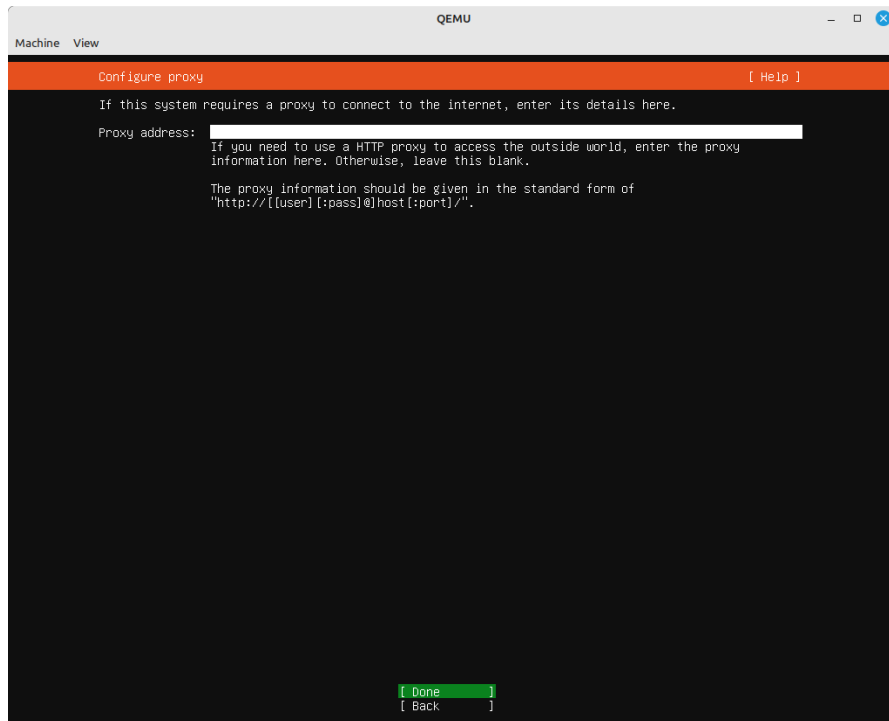 QEMU
Machine View
Configure proxy [ Help ]
If this system requires a proxy to connect to the internet, enter its details here.
Proxy address:
If you need to use a HTTP proxy to access the outside world, enter the proxy
information here. Otherwise, leave this blank.
The proxy information should be given in the standard form of
"http://[[user][:pass]@]host[:port]/".
[ Done ]
[ Back ]